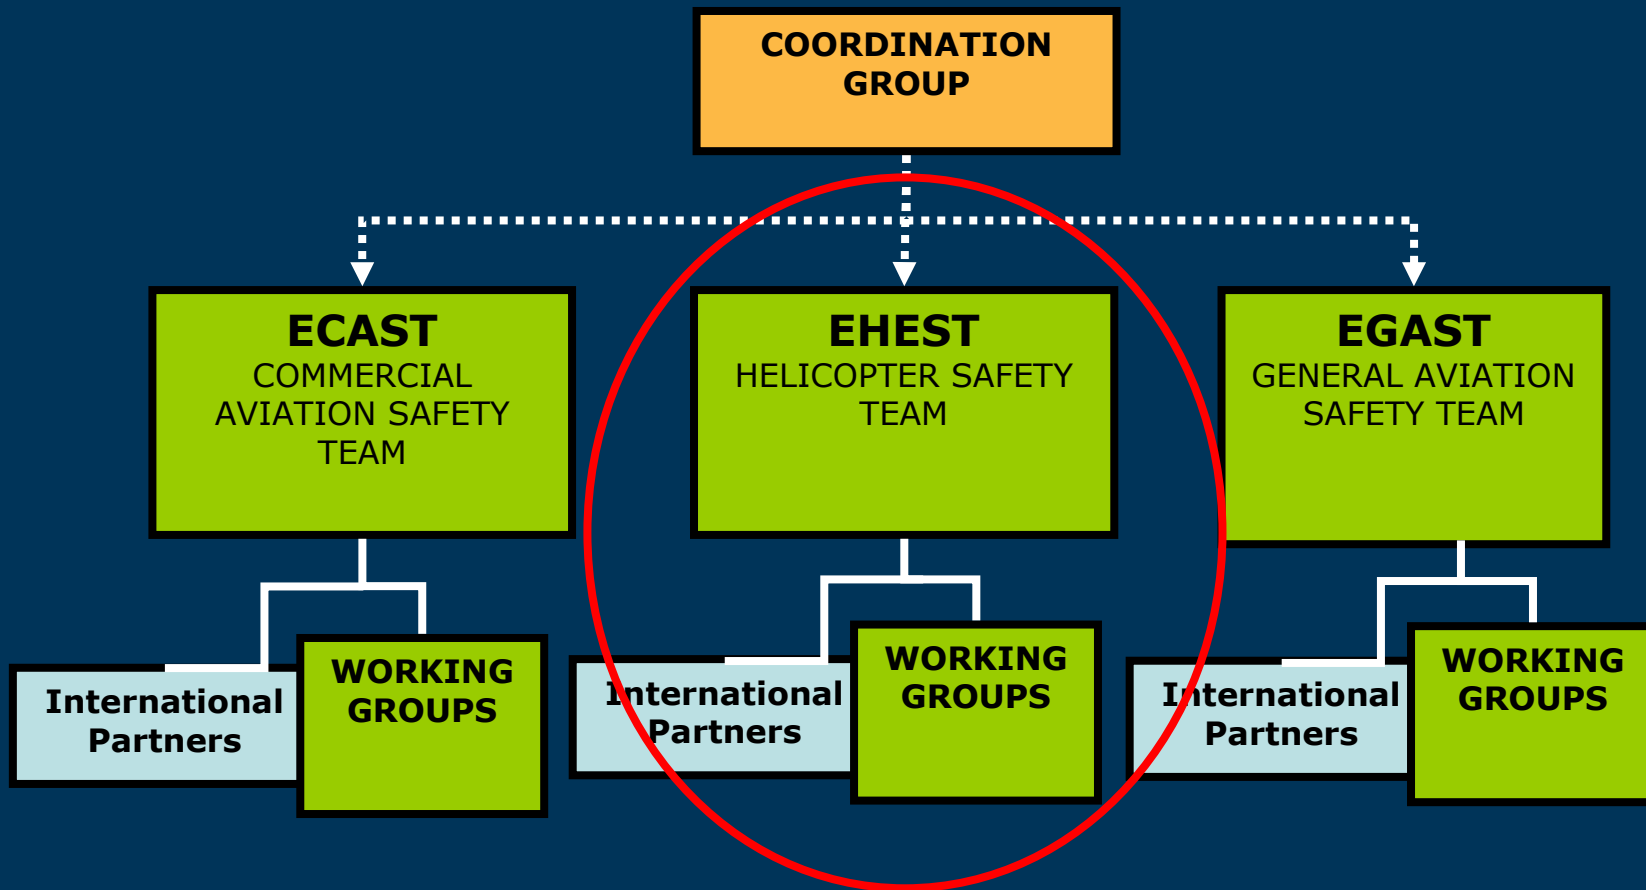 COORDINATION
GROUP
ECAST
COMMERCIAL
AVIATION SAFETY
TEAM
EHEST
HELICOPTER SAFETY
TEAM
EGAST
GENERAL AVIATION
SAFETY TEAM
International
Partners
WORKING
GROUPS
International
Partners
WORKING
GROUPS
International
Partners
WORKING
GROUPS